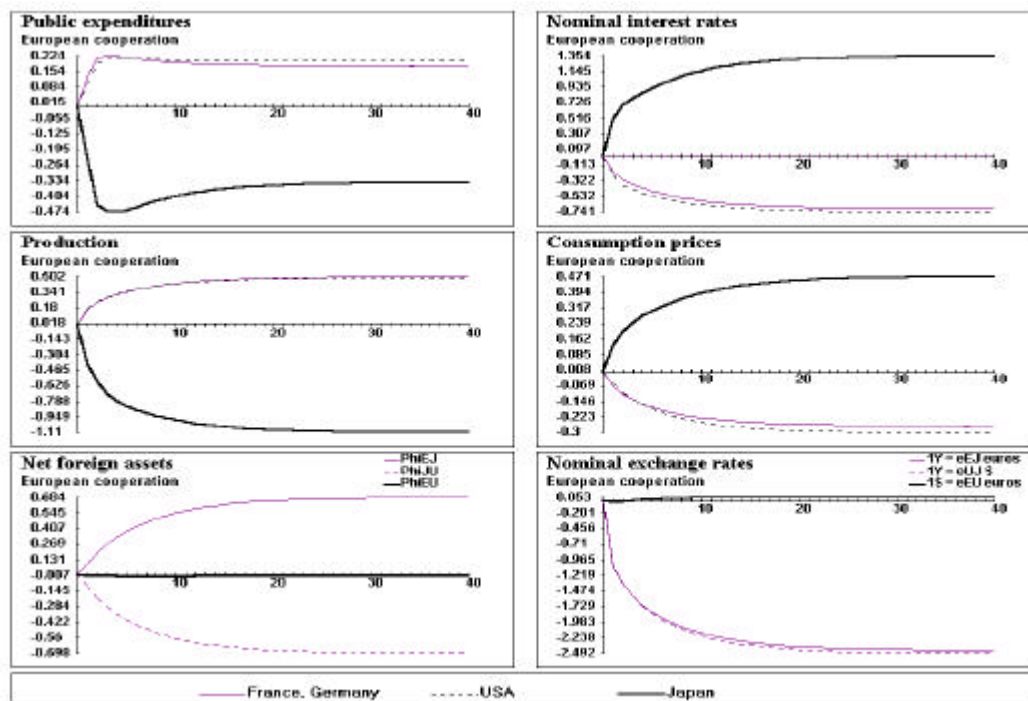 Public expenditures
European cooperation
0.224
0.154
0.084
0.015
-0.055
-0.125
-0.195
-0.264
-0.334
-0.404
-0.474
10 20 30 40
Nominal interest rates
European cooperation
1.354
1.145
0.935
0.726
0.516
0.307
0.097
-0.113
-0.322
-0.532
-0.741
10 20 30 40
Production
European cooperation
0.502
0.341
0.18
0.018
-0.143
-0.304
-0.465
-0.626
-0.788
-0.949
-1.11
10 20 30 40
Consumption prices
European cooperation
0.471
0.394
0.317
0.239
0.162
0.085
0.008
-0.069
-0.146
-0.223
-0.3
10 20 30 40
Net foreign assets
European cooperation
PhiEJ
PhiJU
PhiEU
0.684
0.545
0.407
0.269
0.131
-0.007
-0.145
-0.284
-0.422
-0.56
-0.698
10 20 30 40
Nominal exchange rates
European cooperation
1Y = eEJ euros
1Y = eUJ $
1$ = eEU euros
0.053
-0.201
-0.456
-0.71
-0.965
-1.219
-1.474
-1.729
-1.983
-2.238
-2.492
10 20 30 40
France, Germany USA Japan